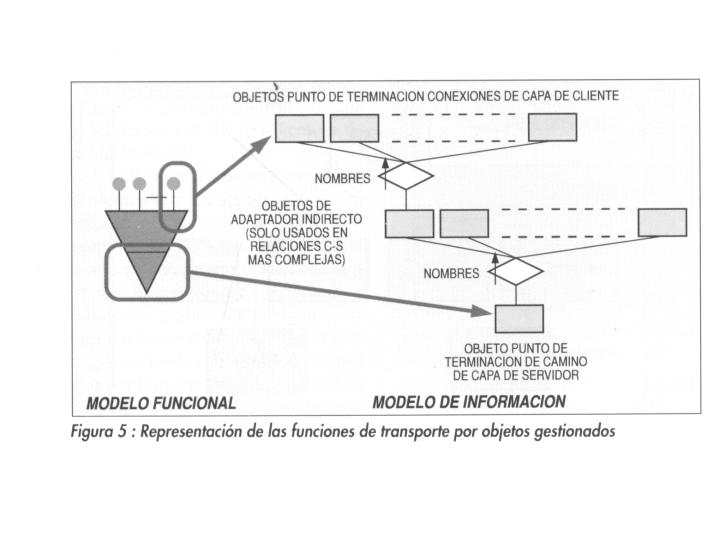 OBJETOS PUNTO DE TERMINACION CONEXIONES DE CAPA DE CLIENTE
NOMBRES
OBJETOS DE
ADAPTADOR INDIRECTO
(SOLO USADOS EN
RELACIONES C-S
MAS COMPLEJAS)
NOMBRES
OBJETO PUNTO DE
TERMINACION DE CAMINO
DE CAPA DE SERVIDOR
MODELO FUNCIONAL
MODELO DE INFORMACION
Figura 5 : Representación de las funciones de transporte por objetos gestionados